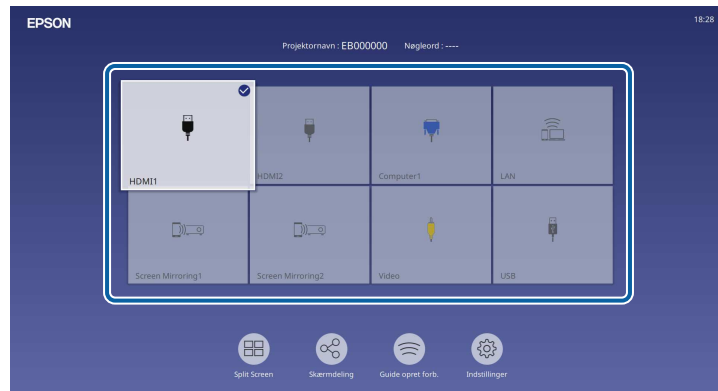 EPSON
18:28
Projektornavn : EB000000 Nøgleord : ----
HDMI1
HDMI2
Computer1
LAN
Screen Mirroring1
Screen Mirroring2
Video
USB
Split Screen
Skærmdeling
Guide opret forb.
Indstillinger